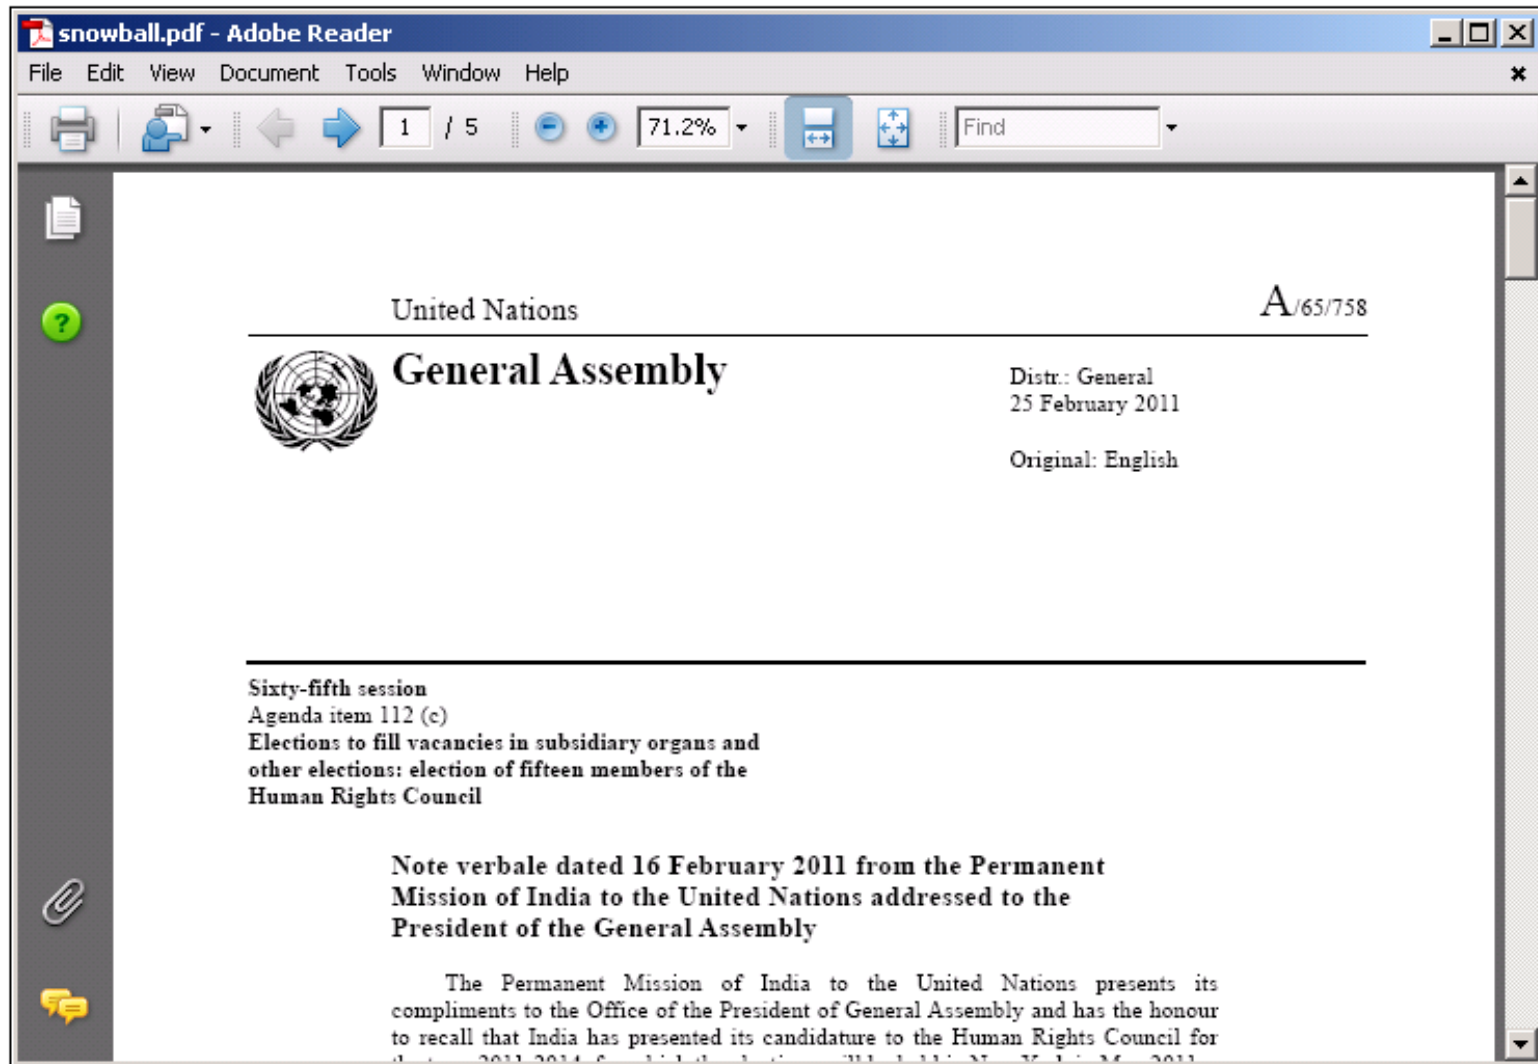 snowball.pdf - Adobe Reader
File Edit View Document Tools Window Help
1 / 5 71.2% Find
United Nations A/65/758
General Assembly
Distr.: General
25 February 2011
Original: English
Sixty-fifth session
Agenda item 112 (c)
Elections to fill vacancies in subsidiary organs and
other elections: election of fifteen members of the
Human Rights Council
Note verbale dated 16 February 2011 from the Permanent
Mission of India to the United Nations addressed to the
President of the General Assembly
The Permanent Mission of India to the United Nations presents its
compliments to the Office of the President of General Assembly and has the honour
to recall that India has presented its candidature to the Human Rights Council for